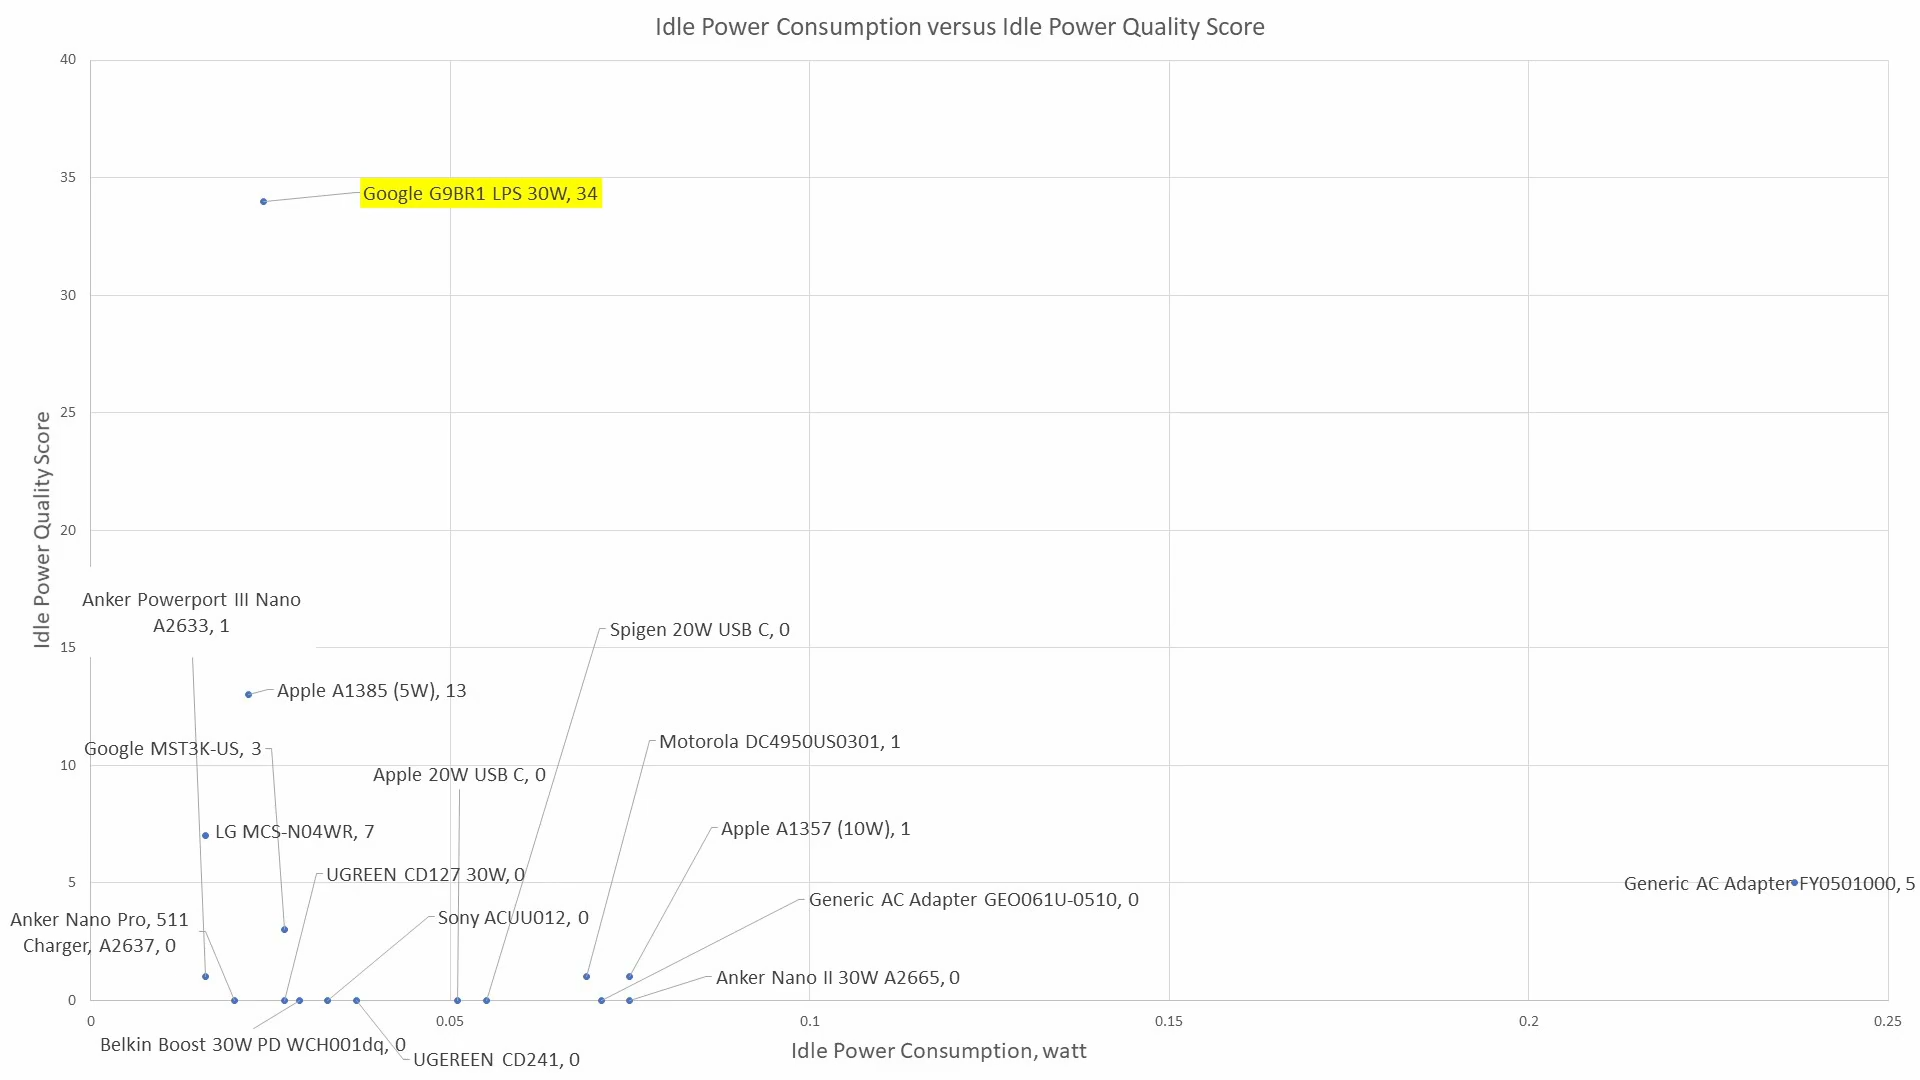 Idle Power Consumption versus Idle Power Quality Score
40
35
30
25
20
15
10
5
0
Idle Power Quality Score
Google G9BR1 LPS 30W, 34
Anker Powerport III Nano
A2633, 1
Spigen 20W USB C, 0
Apple A1385 (5W), 13
Google MST3K-US, 3
Motorola DC4950US0301, 1
Apple 20W USB C, 0
LG MCS-N04WR, 7
Apple A1357 (10W), 1
UGREEN CD127 30W, 0
Generic AC Adapter FY0501000, 5
Generic AC Adapter GEO061U-0510, 0
Anker Nano Pro, 511
Charger, A2637, 0
Sony ACUU012, 0
Anker Nano II 30W A2665, 0
0
0.05
0.1
0.15
0.2
0.25
Belkin Boost 30W PD WCH001dq, 0
UGEREEN CD241, 0
Idle Power Consumption, watt